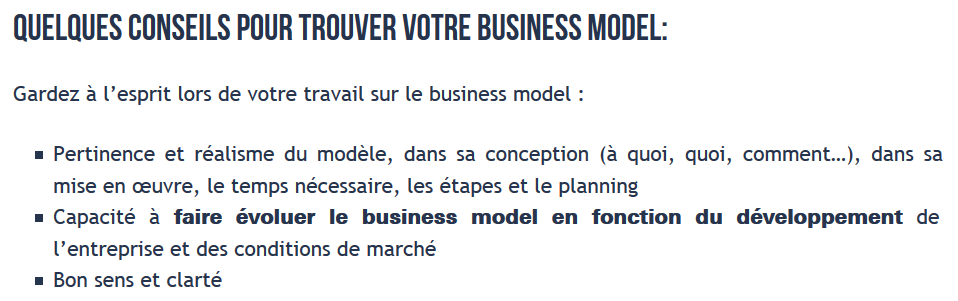 QUELQUES CONSEILS POUR TROUVER VOTRE BUSINESS MODEL:
Gardez à l’esprit lors de votre travail sur le business model :
▪ Pertinence et réalisme du modèle, dans sa conception (à quoi, quoi, comment…), dans sa
mise en œuvre, le temps nécessaire, les étapes et le planning
▪ Capacité à faire évoluer le business model en fonction du développement de
l’entreprise et des conditions de marché
▪ Bon sens et clarté